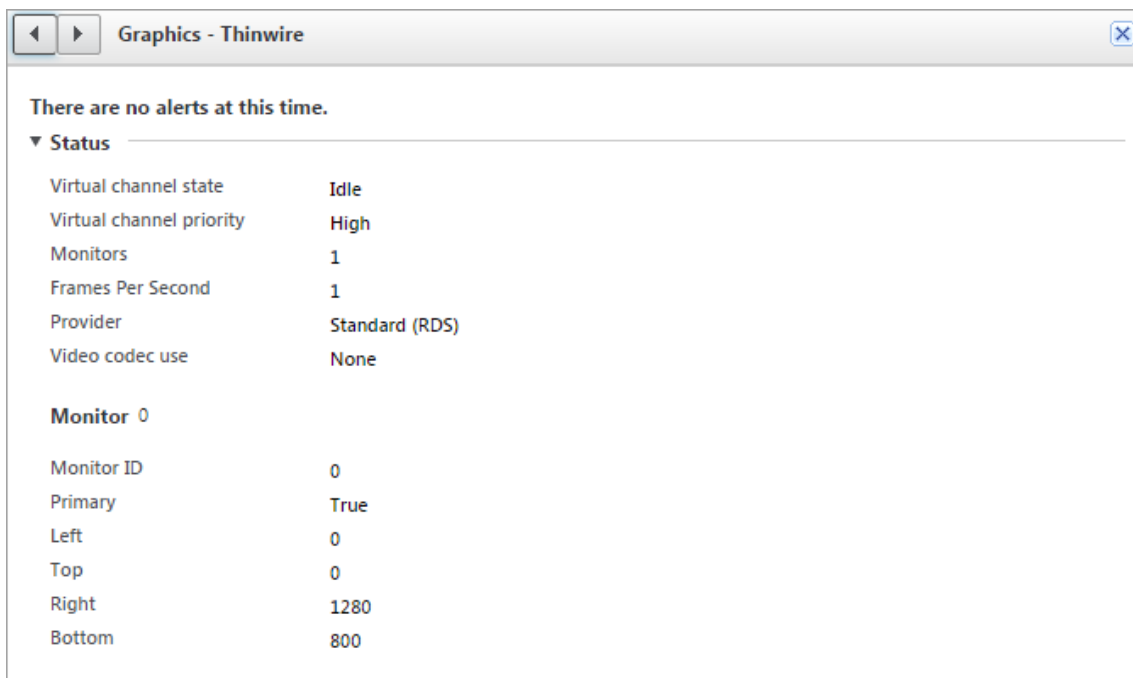 Graphics - Thinwire
There are no alerts at this time.
Status
Virtual channel state Idle
Virtual channel priority High
Monitors 1
Frames Per Second 1
Provider Standard (RDS)
Video codec use None
Monitor 0
Monitor ID 0
Primary True
Left 0
Top 0
Right 1280
Bottom 800